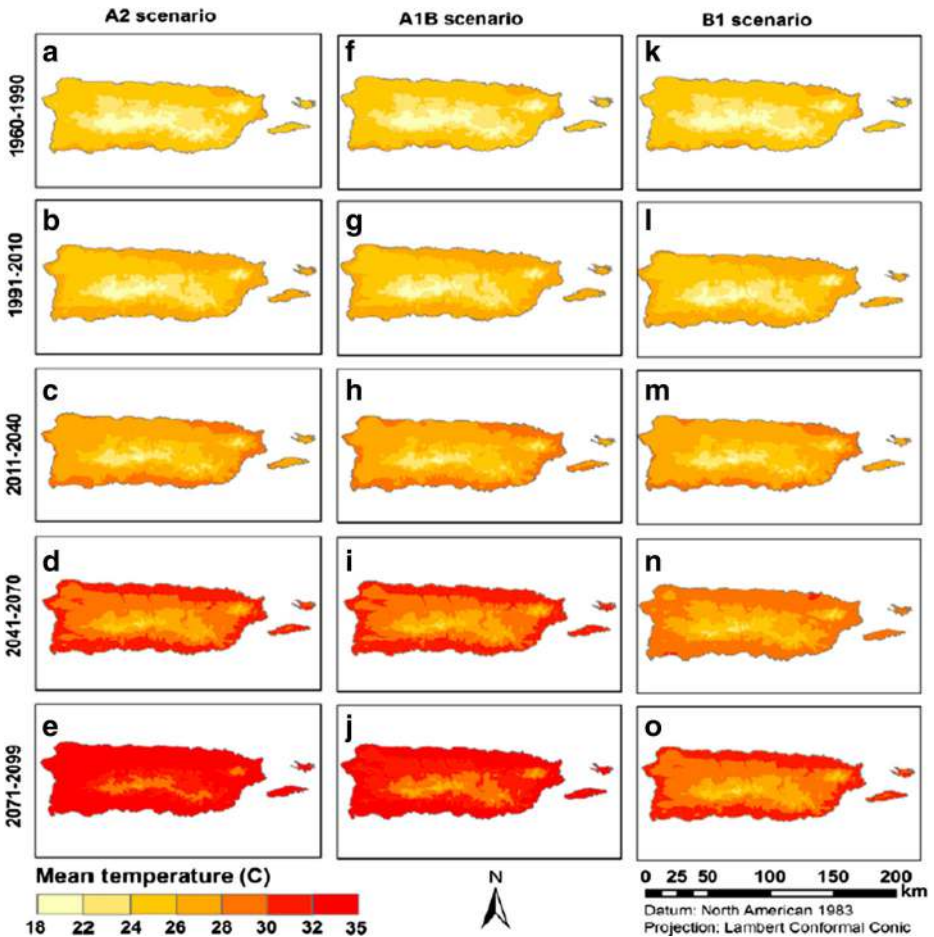 A2 scenario A1B scenario B1 scenario
1960-1990
a f k
1991-2010
b g l
2011-2040
c h m
2041-2070
d i n
2071-2099
e j o
Mean temperature (C)
18 22 24 26 28 30 32 35
N
0 25 50 100 150 200
km
Datum: North American 1983
Projection: Lambert Conformal Conic